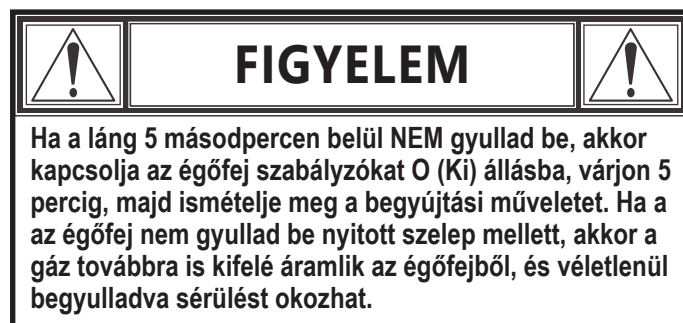 FIGYELEM
Ha a láng 5 másodpercen belül NEM gyullad be, akkor
kapcsolja az égőfej szabályzókat O (Ki) állásba, várjon 5
percig, majd ismételje meg a begyújtási műveletet. Ha a
az égőfej nem gyullad be nyitott szelep mellett, akkor a
gáz továbbra is kifelé áramlik az égőfejből, és véletlenül
begyulladva sérülést okozhat.